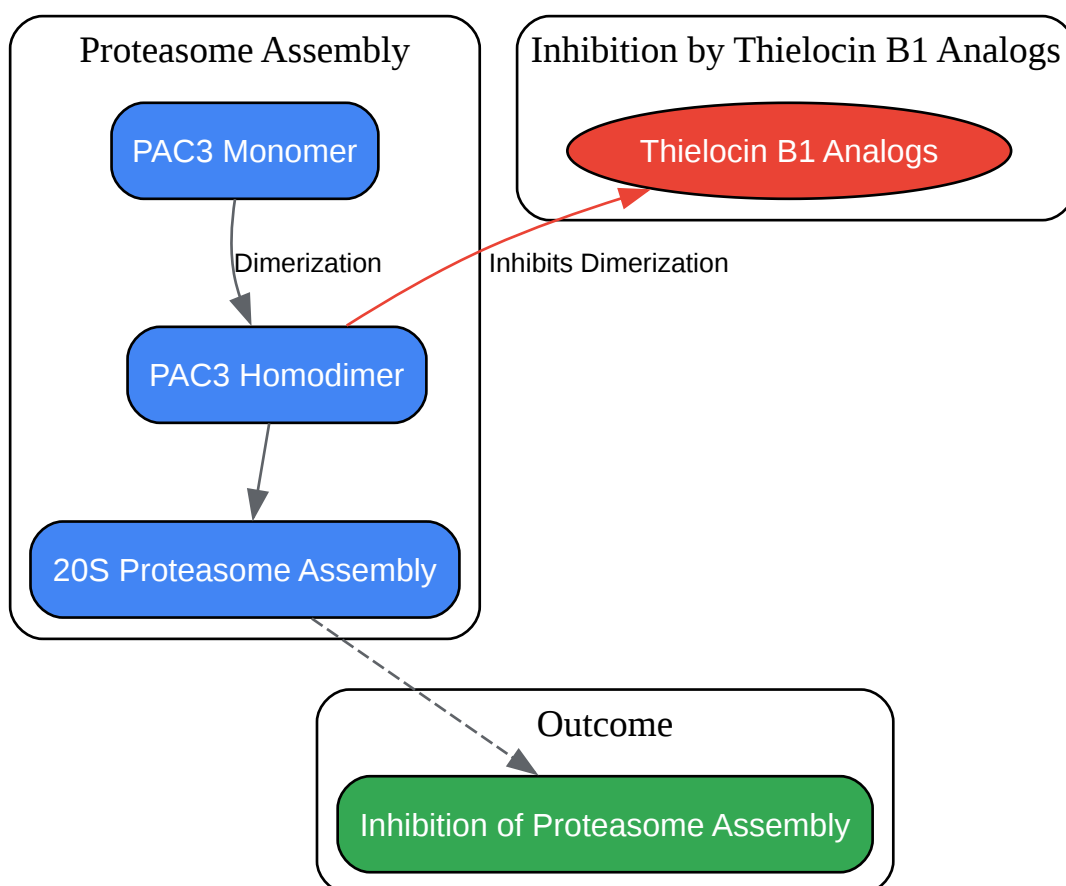 Proteasome Assembly
Inhibition by Thielocin B1 Analogs
PAC3 Monomer
Thielocin B1 Analogs
Dimerization
Inhibits Dimerization
PAC3 Homodimer
20S Proteasome Assembly
Outcome
Inhibition of Proteasome Assembly